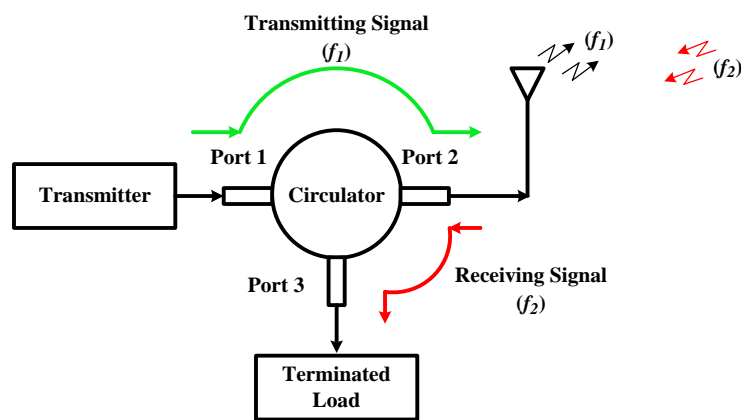 Transmitting Signal
(f1)
(f1)
(f2)
Port 1
Port 2
Transmitter
Circulator
Port 3
Receiving Signal
(f2)
Terminated
Load